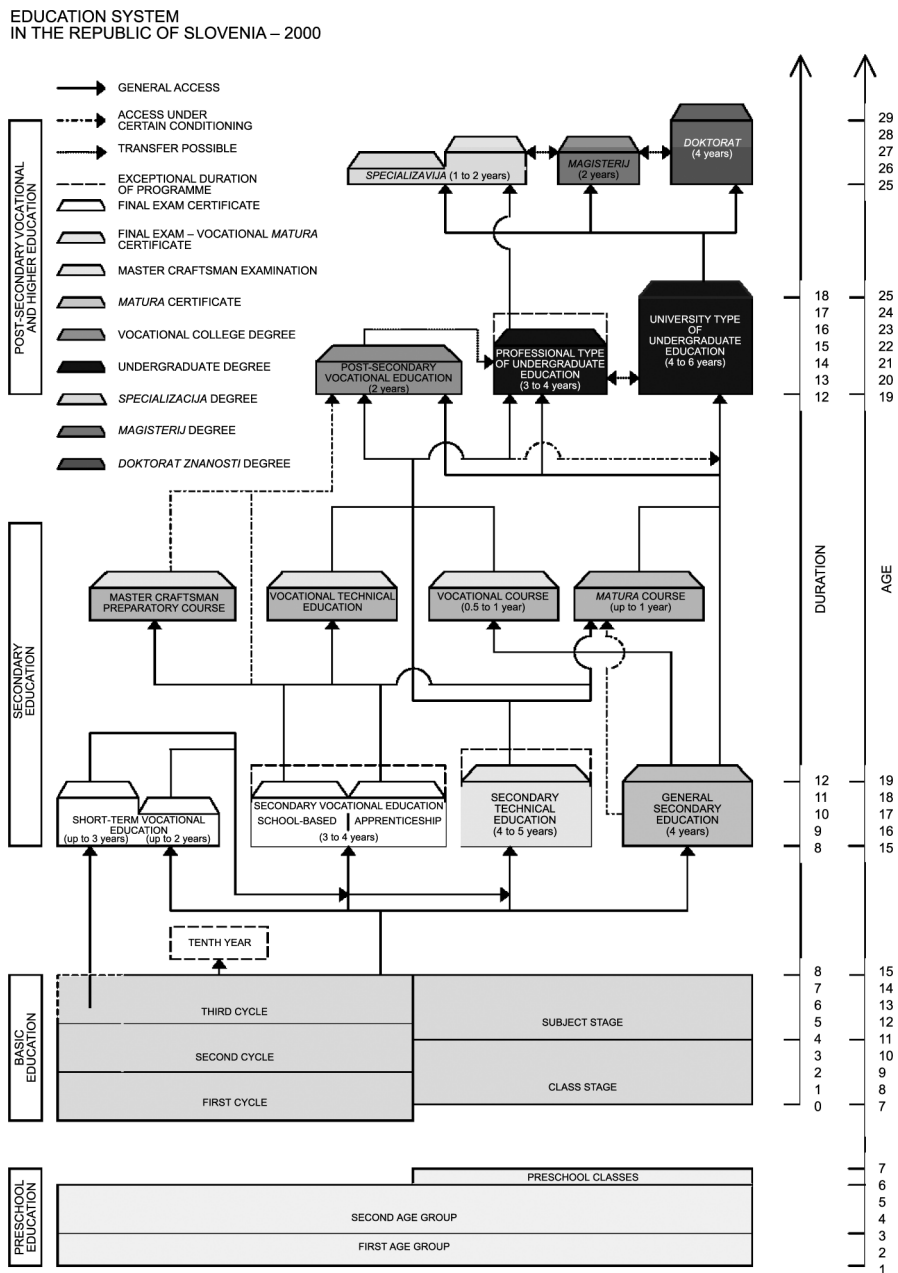 EDUCATION SYSTEM
IN THE REPUBLIC OF SLOVENIA – 2000
GENERAL ACCESS
ACCESS UNDER
CERTAIN CONDITIONING
TRANSFER POSSIBLE
EXCEPTIONAL DURATION
OF PROGRAMME
FINAL EXAM CERTIFICATE
FINAL EXAM – VOCATIONAL MATURA
CERTIFICATE
MASTER CRAFTSMAN EXAMINATION
MATURA CERTIFICATE
VOCATIONAL COLLEGE DEGREE
UNDERGRADUATE DEGREE
SPECIALIZACIJA DEGREE
MAGISTERIJ DEGREE
DOKTORAT ZNANOSTI DEGREE
POST-SECONDARY VOCATIONAL
AND HIGHER EDUCATION
SPECIALIZAVIJA (1 to 2 years)
MAGISTERIJ
(2 years)
DOKTORAT
(4 years)
29
28
27
26
25
POST-SECONDARY
VOCATIONAL EDUCATION
(2 years)
PROFESSIONAL TYPE
OF UNDERGRADUATE
EDUCATION
(3 to 4 years)
UNIVERSITY TYPE
OF
UNDERGRADUATE
EDUCATION
(4 to 6 years)
18 25
17 24
16 23
15 22
14 21
13 20
12 19
SECONDARY
EDUCATION
MASTER CRAFTSMAN
PREPARATORY COURSE
VOCATIONAL TECHNICAL
EDUCATION
VOCATIONAL COURSE
(0.5 to 1 year)
MATURA COURSE
(up to 1 year)
DURATION
AGE
SHORT-TERM VOCATIONAL
EDUCATION
(up to 3 years) (up to 2 years)
SECONDARY VOCATIONAL EDUCATION
SCHOOL-BASED APPRENTICESHIP
(3 to 4 years)
SECONDARY
TECHNICAL
EDUCATION
(4 to 5 years)
GENERAL
SECONDARY
EDUCATION
(4 years)
12 19
11 18
10 17
9 16
8 15
TENTH YEAR
BASIC
EDUCATION
THIRD CYCLE
SECOND CYCLE
FIRST CYCLE
SUBJECT STAGE
CLASS STAGE
8 15
7 14
6 13
5 12
4 11
3 10
2 9
1 8
0 7
PRESCHOOL
EDUCATION
PRESCHOOL CLASSES
SECOND AGE GROUP
FIRST AGE GROUP
7
6
5
4
3
2
1